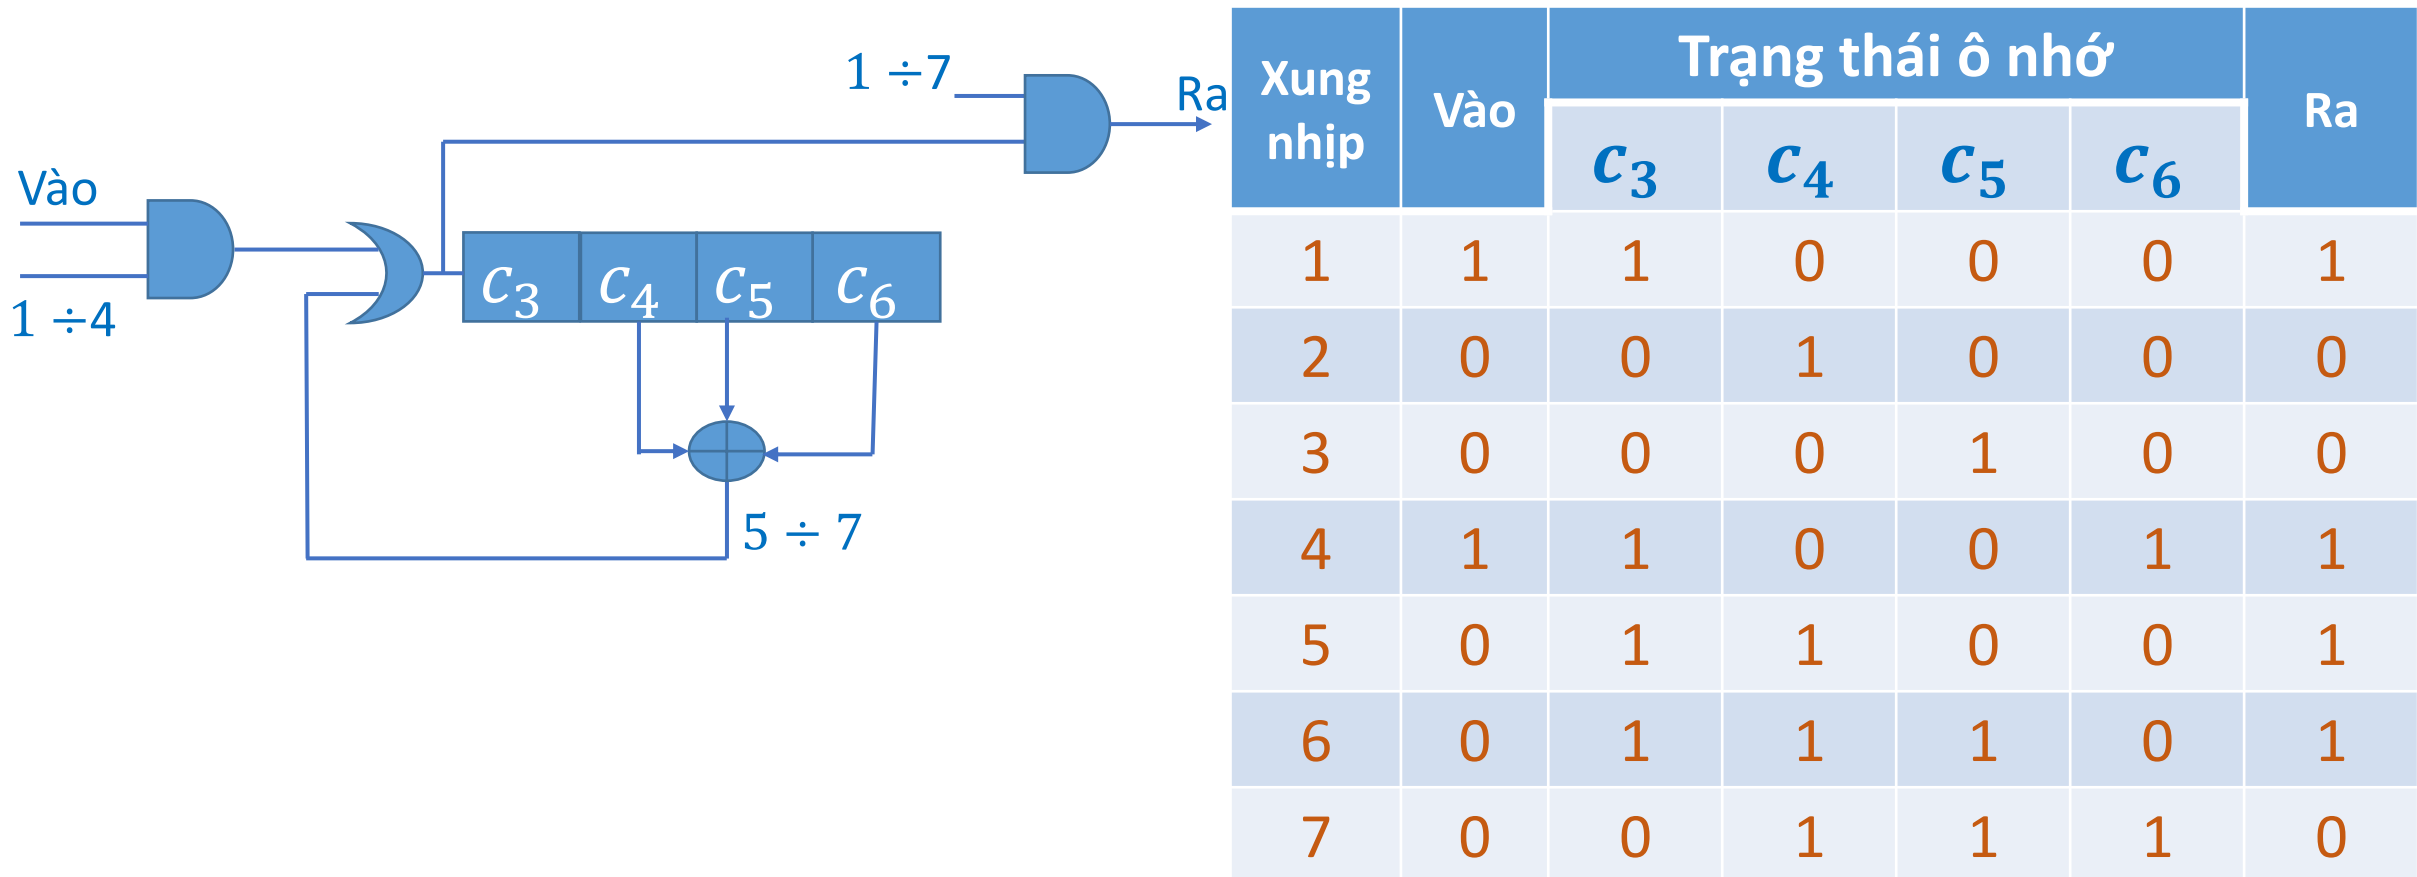 1 ÷7
Ra
Vào
1 ÷4
c3 c4 c5 c6
5 ÷ 7
Xung nhịp Vào Trạng thái ô nhớ Ra
c3 c4 c5 c6
1 1 1 0 0 0 1
2 0 0 1 0 0 0
3 0 0 0 1 0 0
4 1 1 0 0 1 1
5 0 1 1 0 0 1
6 0 1 1 1 0 1
7 0 0 1 1 1 0